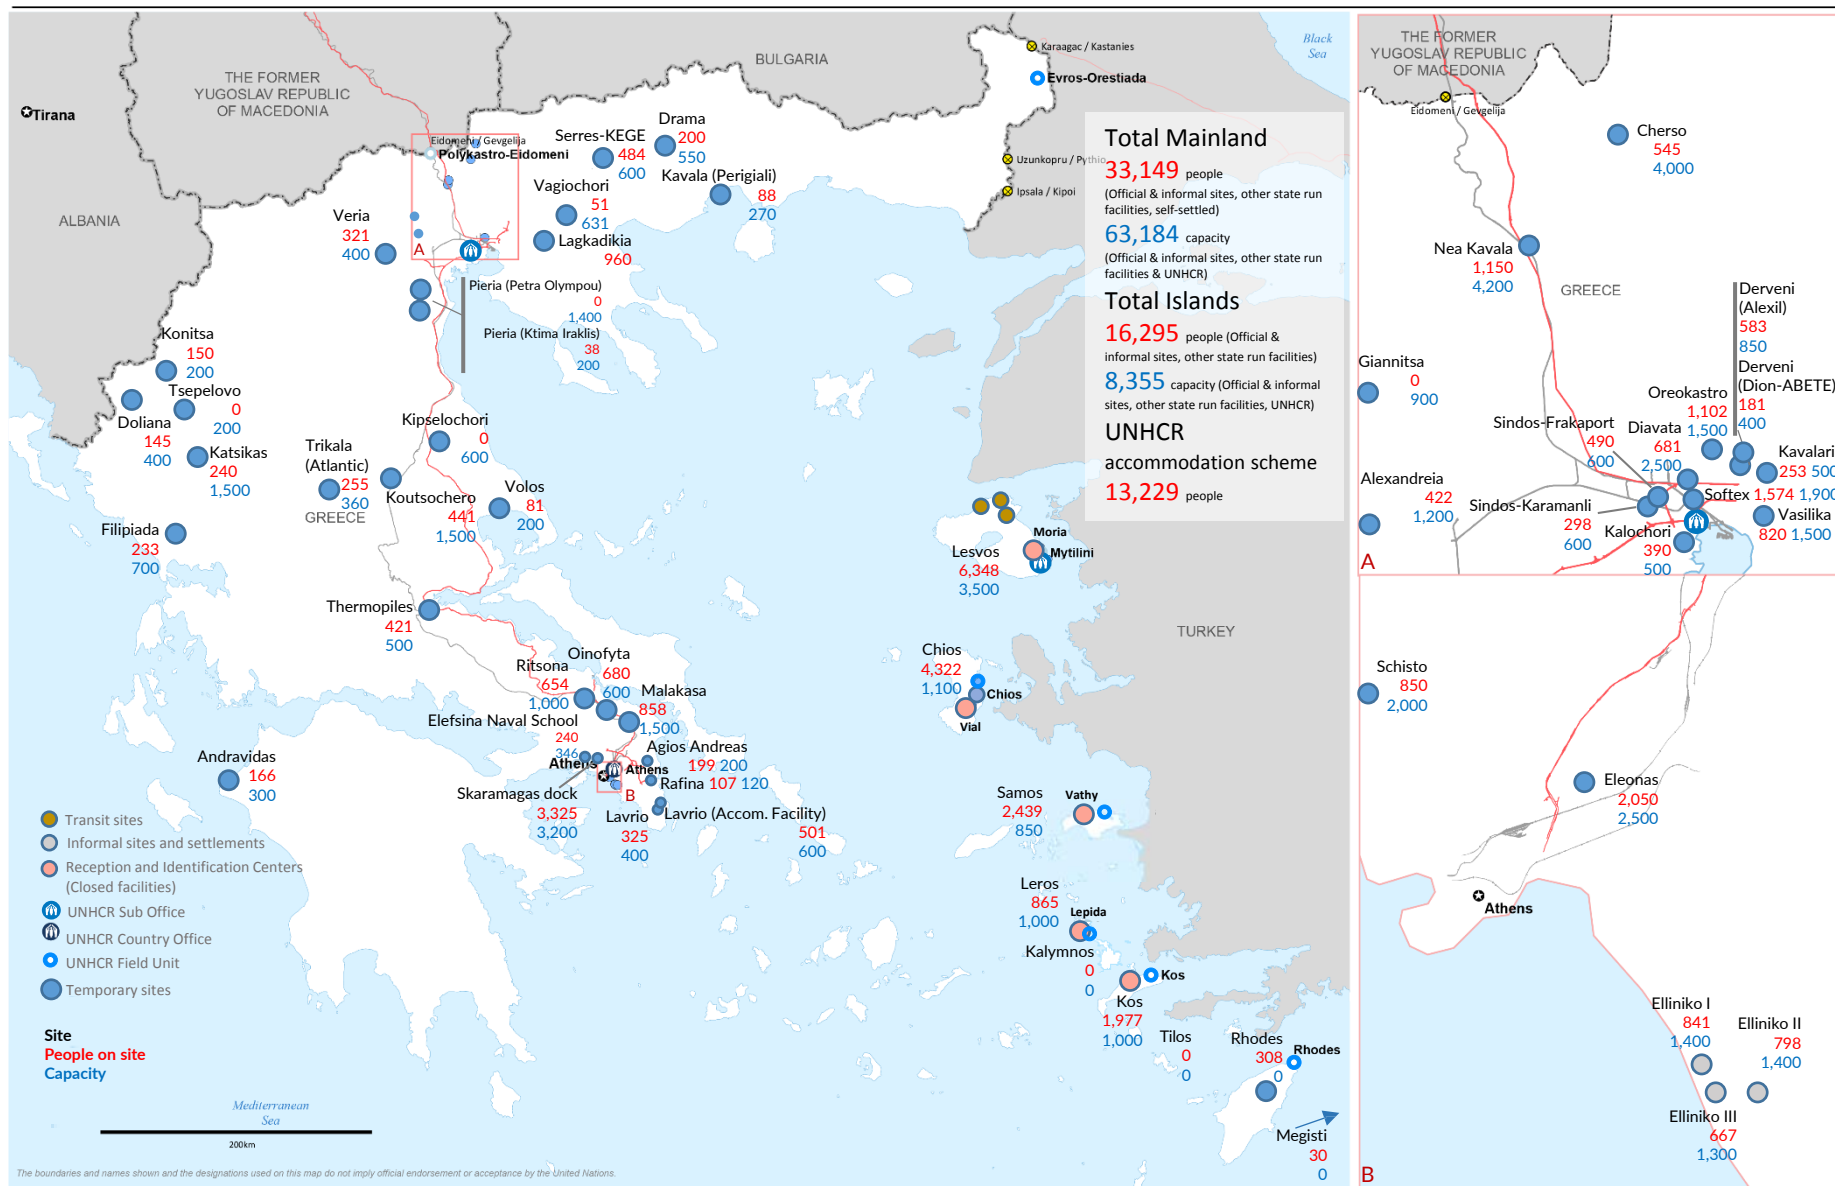 Tirana
THE FORMER
YUGOSLAV REPUBLIC
OF MACEDONIA
BULGARIA
ALBANIA
Black
Sea
Karaagac / Kastanies
Evros-Orestiada
Uzunkopru / Pythio
Ipsala / Kipoi
Eidomeni / Gevgelija
Polykastro-Eidomeni
A
Serres-KEGE
484
600
Drama
200
550
Kavala (Perigiali)
88
270
Vagiochori
51
631
Lagkadikia
960
Veria
321
400
Pieria (Petra Olympou)
0
1,400
Pieria (Ktima Iraklis)
38
200
Konitsa
150
200
Tsepelovo
0
200
Doliana
145
400
Katsikas
240
1,500
Kipselochori
0
600
Trikala
(Atlantic)
255
360
Koutsochero
441
1,500
Volos
81
200
GREECE
Filipiada
233
700
Thermopiles
421
500
Oinofyta
680
600
Ritsona
654
1,000
Malakasa
858
1,500
Elefsina Naval School
240
346
Agios Andreas
199 200
Athens
Athens
Rafina 107 120
B
Skaramagas dock
3,325
3,200
Lavrio
325
400
Lavrio (Accom. Facility)
501
600
Andravidas
166
300
Total Mainland
33,149 people
(Official & informal sites, other state run
facilities, self-settled)
63,184 capacity
(Official & informal sites, other state run
facilities & UNHCR)
Total Islands
16,295 people (Official &
informal sites, other state run facilities)
8,355 capacity (Official & informal
sites, other state run facilities, UNHCR)
UNHCR
accommodation scheme
13,229 people
Moria
Mytilini
Lesvos
6,348
3,500
TURKEY
Chios
4,322
1,100
Chios
Vial
Samos
2,439
850
Vathy
Leros
865
1,000
Lepida
Kalymnos
0
0
Kos
Kos
1,977
1,000
Tilos
0
0
Rhodes
308
0
Rhodes
Megisti
30
0
Transit sites
Informal sites and settlements
Reception and Identification Centers
(Closed facilities)
UNHCR Sub Office
UNHCR Country Office
UNHCR Field Unit
Temporary sites
Site
People on site
Capacity
Mediterranean
Sea
200km
The boundaries and names shown and the designations used on this map do not imply official endorsement or acceptance by the United Nations.
THE FORMER
YUGOSLAV REPUBLIC
OF MACEDONIA
Eidomeni / Gevgelija
Cherso
545
4,000
Nea Kavala
1,150
4,200
GREECE
Derveni
(Alexil)
583
850
Derveni
(Dion-ABETE)
181
400
Giannitsa
0
900
Oreokastro
1,102
1,500
Sindos-Frakaport
490
600
Diavata
681
2,500
Kavalari
253 500
Alexandreia
422
1,200
Softex 1,574 1,900
Sindos-Karamanli
298
600
Vasilika
820 1,500
Kalochori
390
500
A
Schisto
850
2,000
Eleonas
2,050
2,500
Athens
Elliniko I
841
1,400
Elliniko II
798
1,400
Elliniko III
667
1,300
B